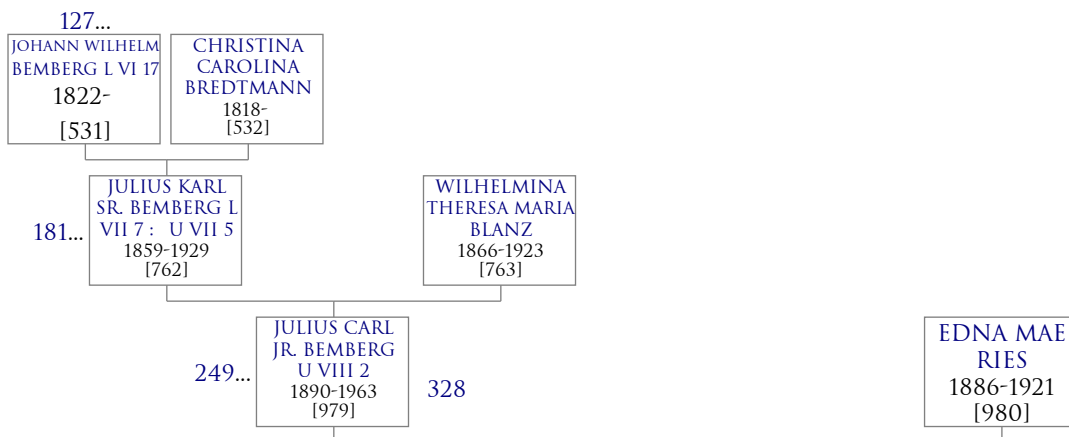 127...
JOHANN WILHELM
BEMBERG L VI 17
1822-
[531]
CHRISTINA
CAROLINA
BREDTMANN
1818-
[532]
181...
JULIUS KARL
SR. BEMBERG L
VII 7 : U VII 5
1859-1929
[762]
WILHELMINA
THERESA MARIA
BLANZ
1866-1923
[763]
249...
JULIUS CARL
JR. BEMBERG
U VIII 2
1890-1963
[979]
328
EDNA MAE
RIES
1886-1921
[980]